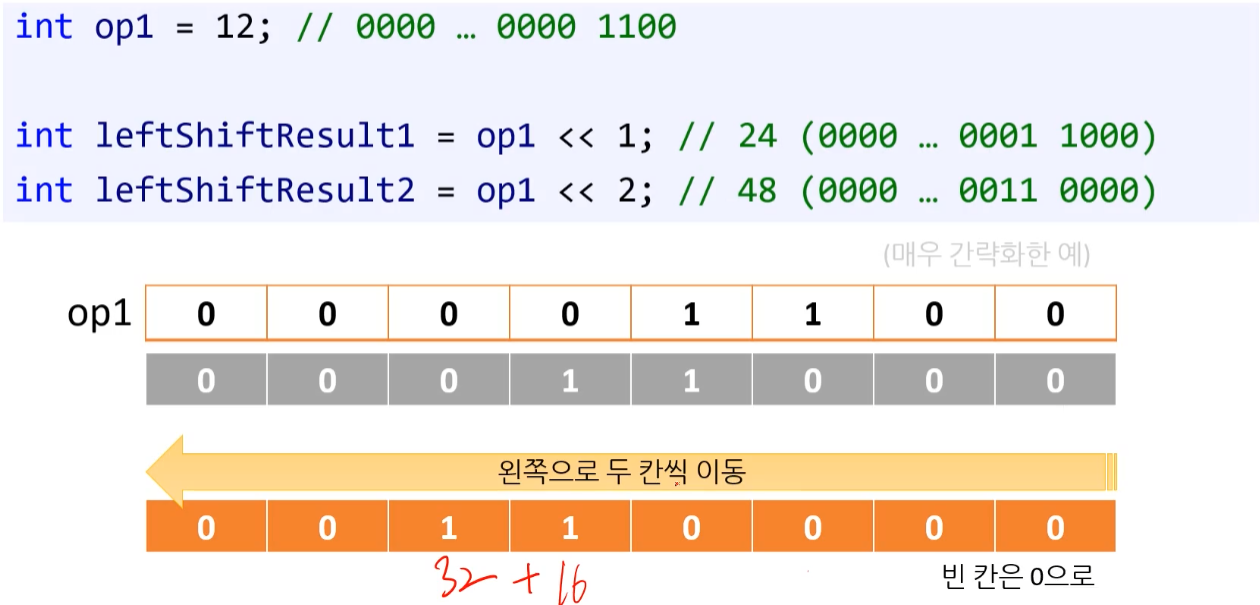 int op1 = 12; // 0000 … 0000 1100
int leftShiftResult1 = op1 << 1; // 24 (0000 … 0001 1000)
int leftShiftResult2 = op1 << 2; // 48 (0000 … 0011 0000)
(매우 간략화한 예)
op1 0 0 0 0 1 1 0 0
0 0 0 1 1 0 0 0
왼쪽으로 두 칸씩 이동
0 0 1 1 0 0 0 0
32 + 16
빈 칸은 0으로